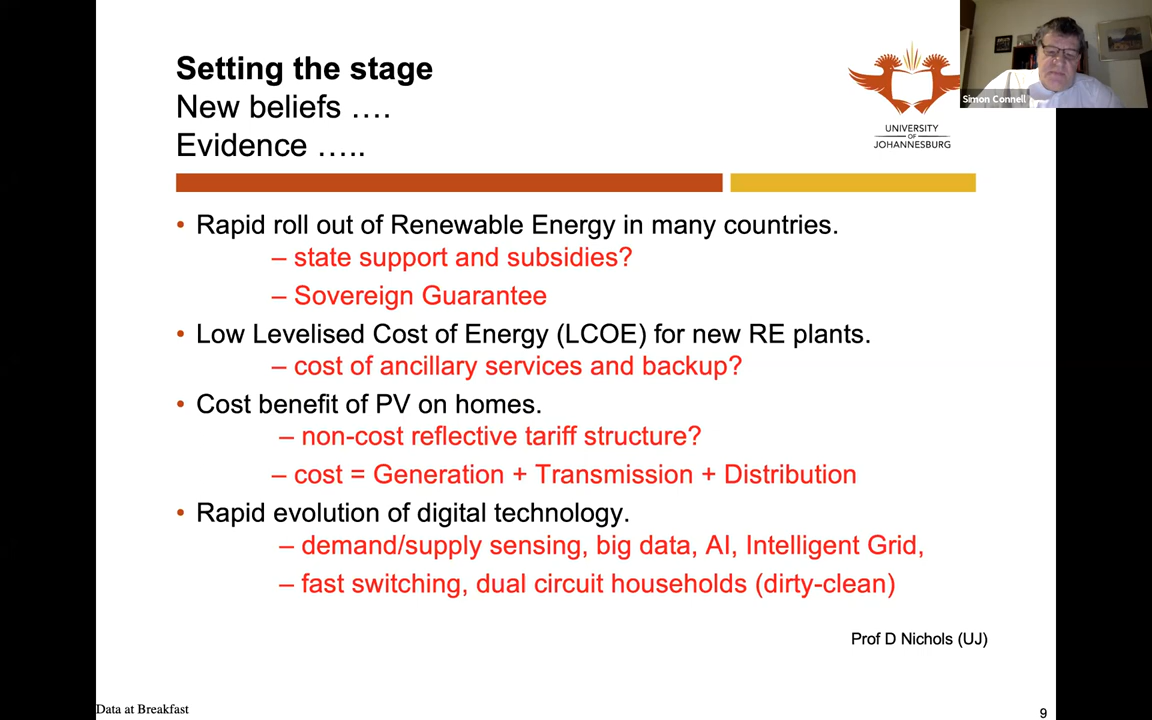 Setting the stage
New beliefs ….
Evidence …..
UNIVERSITY
OF
JOHANNESBURG
Simon Connell
• Rapid roll out of Renewable Energy in many countries.
– state support and subsidies?
– Sovereign Guarantee
• Low Levelised Cost of Energy (LCOE) for new RE plants.
– cost of ancillary services and backup?
• Cost benefit of PV on homes.
– non-cost reflective tariff structure?
– cost = Generation + Transmission + Distribution
• Rapid evolution of digital technology.
– demand/supply sensing, big data, AI, Intelligent Grid,
– fast switching, dual circuit households (dirty-clean)
Prof D Nichols (UJ)
Data at Breakfast
9